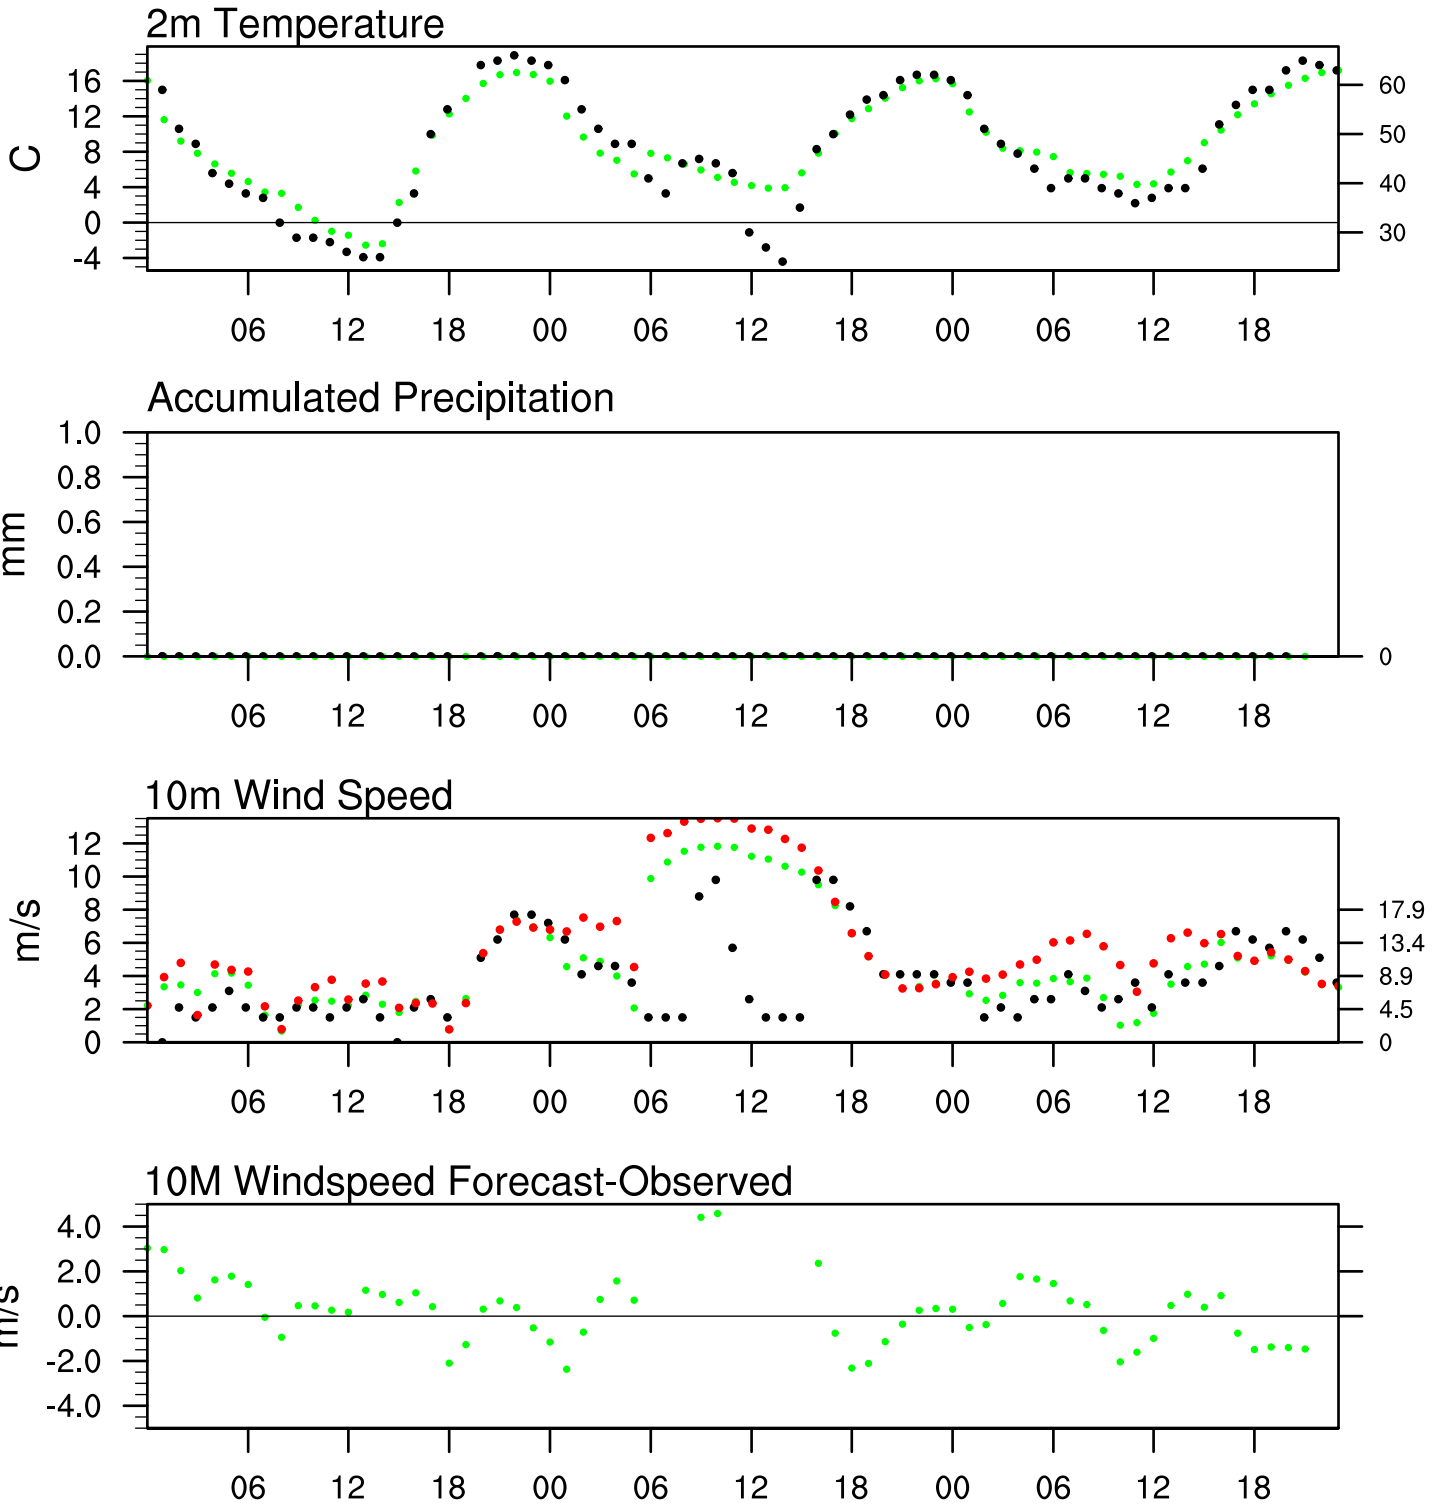 2m Temperature
16
12
8
4
0
-4
C
60
50
40
30
06 12 18 00 06 12 18 00 06 12 18
Accumulated Precipitation
1.0
0.8
0.6
0.4
0.2
0.0
mm
0
06 12 18 00 06 12 18 00 06 12 18
10m Wind Speed
12
10
8
6
4
2
0
m/s
17.9
13.4
8.9
4.5
0
06 12 18 00 06 12 18 00 06 12 18
10M Windspeed Forecast-Observed
4.0
2.0
0.0
-2.0
-4.0
m/s
06 12 18 00 06 12 18 00 06 12 18